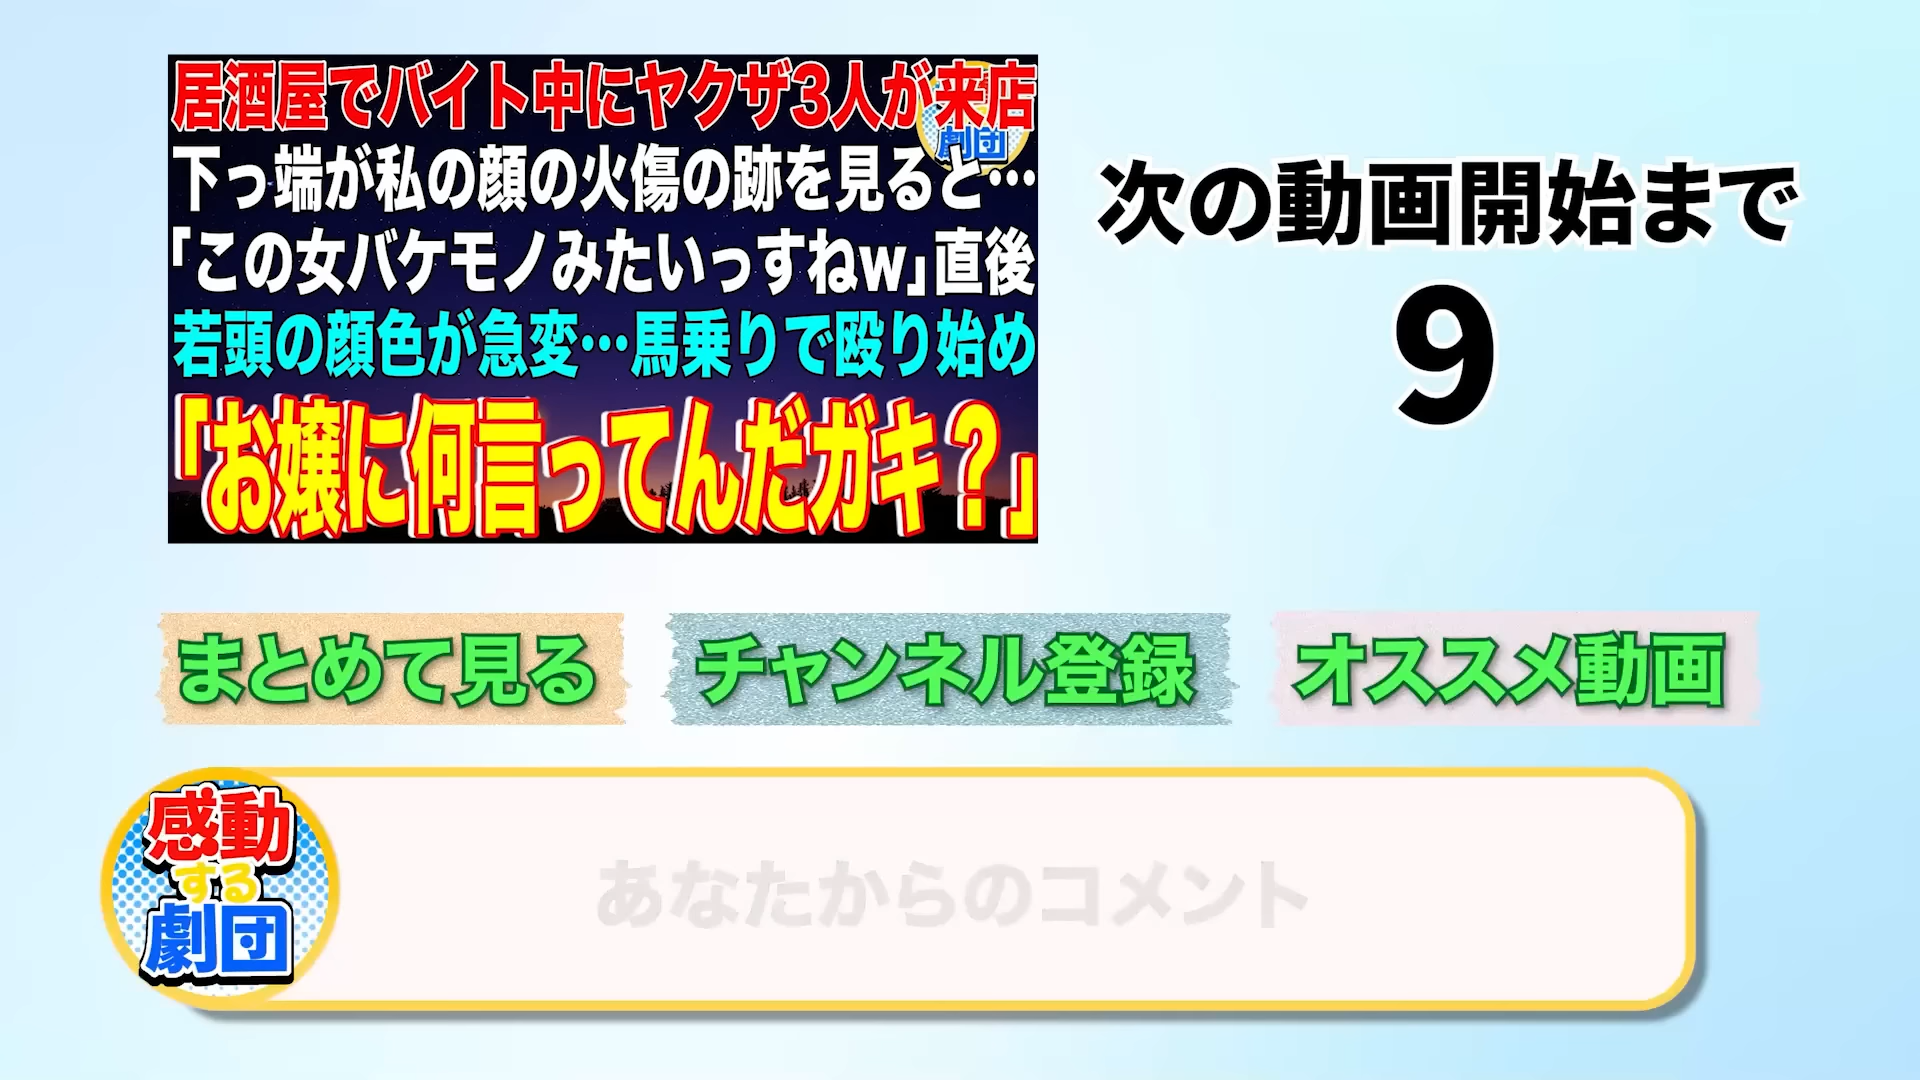 居酒屋でバイト中にヤクザ3人が来店
劇団
下っ端が私の顔の火傷の跡を見ると…
「この女バケモノみたいっすねw」直後
若頭の顔色が急変…馬乗りで殴り始め
「お嬢に何言ってんだガキ?」
次の動画開始まで
9
まとめて見る
チャンネル登録
オススメ動画
感動
する
劇団
あなたからのコメント